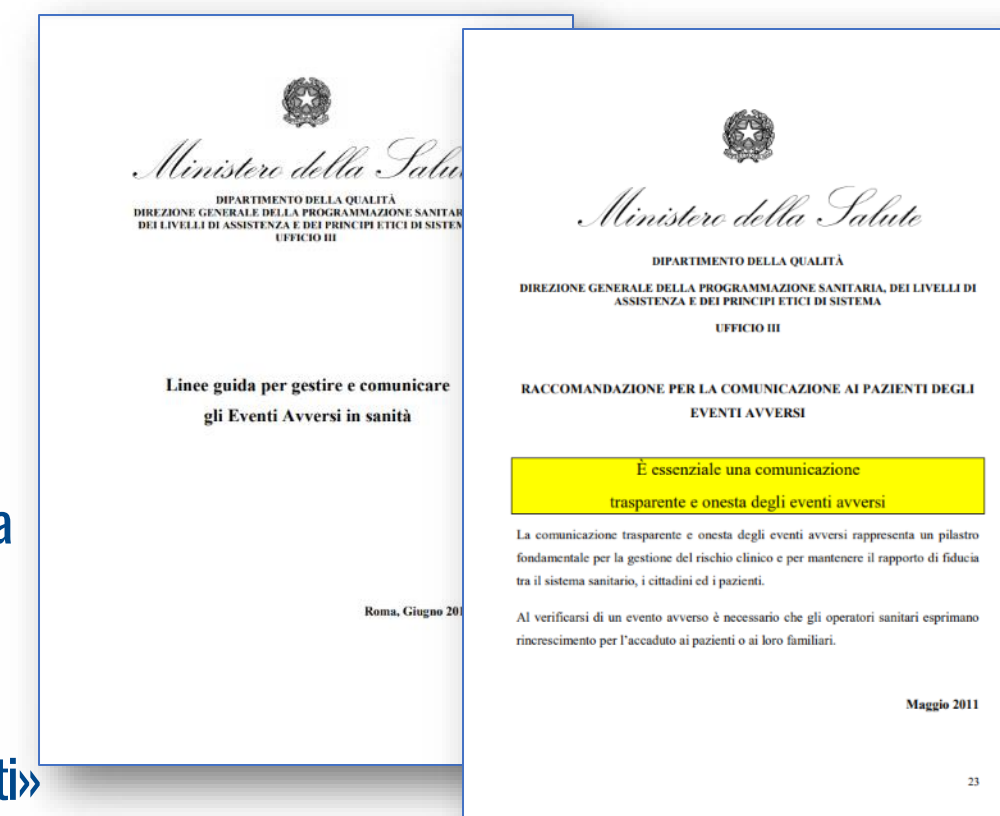 Ministero della
DIPARTIMENTO DELLA QUALITÀ
DIREZIONE GENERALE DELLA PROGRAMMAZIONE
DEI LIVELLI DI ASSISTENZA E DEI PRINCIPI ETICI DI
UFFICIO III
Linee guida per gestire e comunicare
gli Eventi Avversi in sanità
Roma, Giugno
a
ti»
Ministero della Salute
DIPARTIMENTO DELLA QUALITÀ
DIREZIONE GENERALE DELLA PROGRAMMAZIONE SANITARIA, DEI LIVELLI DI
ASSISTENZA E DEI PRINCIPI ETICI DI SISTEMA
UFFICIO III
RACCOMANDAZIONE PER LA COMUNICAZIONE AI PAZIENTI DEGLI
EVENTI AVVERSI
È essenziale una comunicazione
trasparente e onesta degli eventi avversi
La comunicazione trasparente e onesta degli eventi avversi rappresenta un pilastro
fondamentale per la gestione del rischio clinico e per mantenere il rapporto di fiducia
tra il sistema sanitario, i cittadini ed i pazienti.
Al verificarsi di un evento avverso è necessario che gli operatori sanitari esprimano
rincrescimento per l'accaduto ai pazienti o ai loro familiari.
Maggio 2011
23